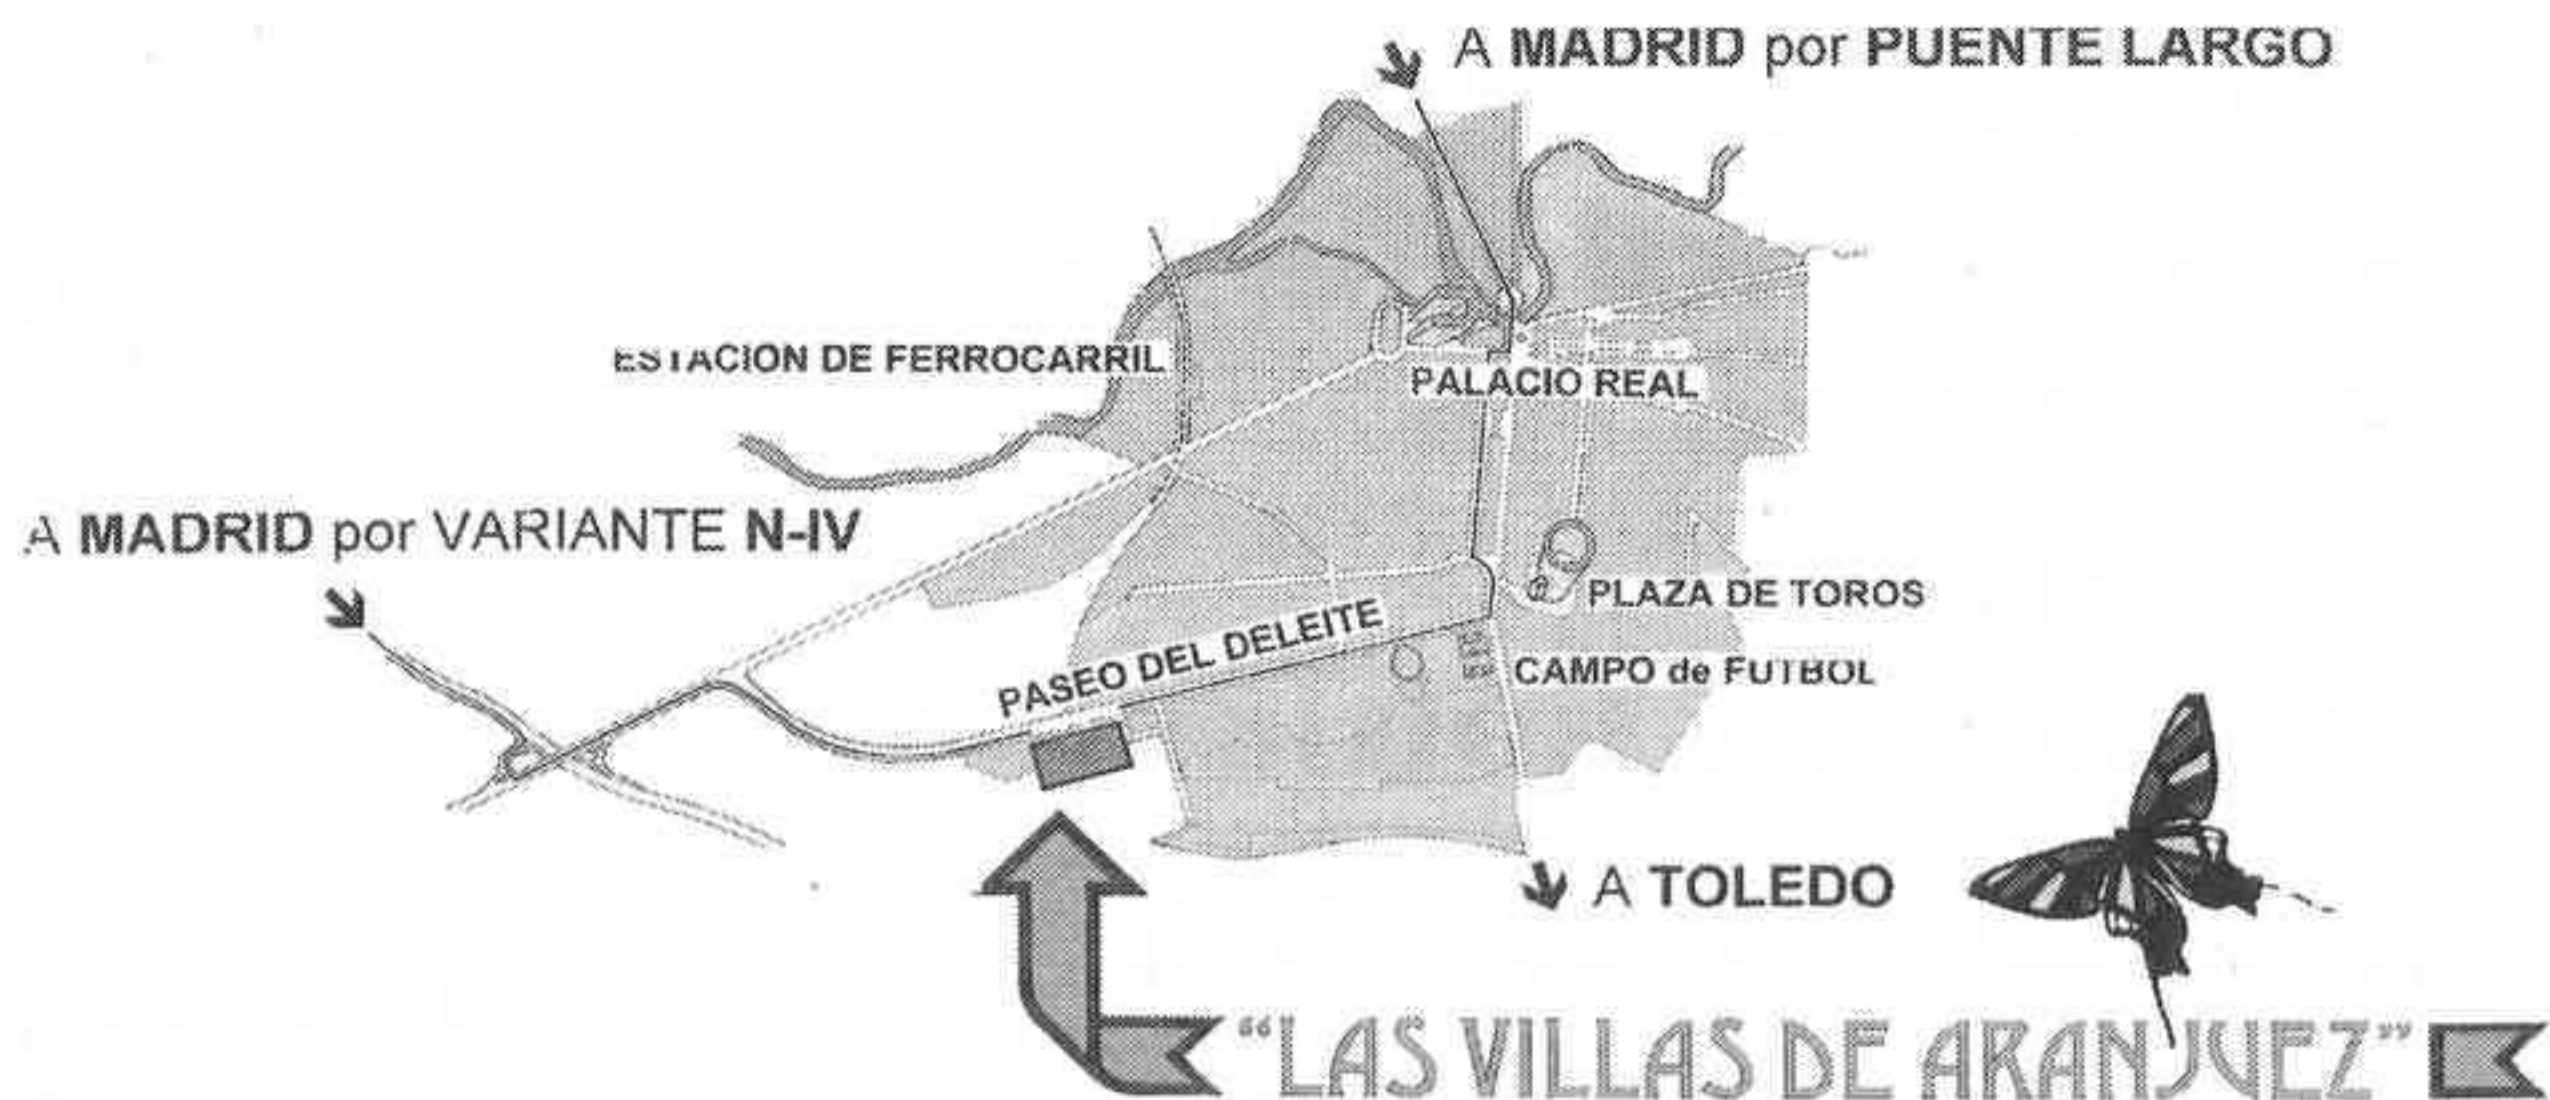 A MADRID por PUENTE LARGO
ESTACION DE FERROCARRIL
PALACIO REAL
A MADRID por VARIANTE N-IV
PLAZA DE TOROS
PASEO DEL DELEITE
CAMPO de FUTBOL
A TOLEDO
“LAS VILLAS DE ARANJUEZ”